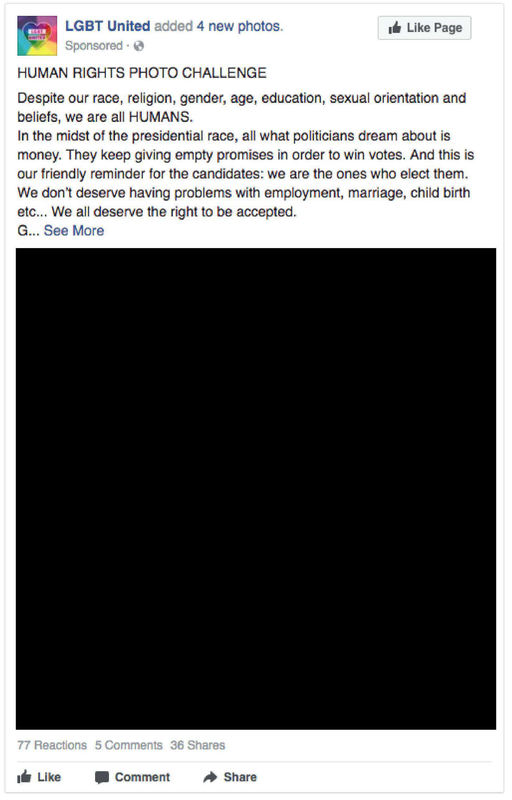 LGBT United added 4 new photos.
Like Page
Sponsored ·
HUMAN RIGHTS PHOTO CHALLENGE
Despite our race, religion, gender, age, education, sexual orientation and
beliefs, we are all HUMANS.
In the midst of the presidential race, all what politicians dream about is
money. They keep giving empty promises in order to win votes. And this is
our friendly reminder for the candidates: we are the ones who elect them.
We don't deserve having problems with employment, marriage, child birth
etc... We all deserve the right to be accepted.
G... See More
77 Reactions 5 Comments 36 Shares
Like Comment Share